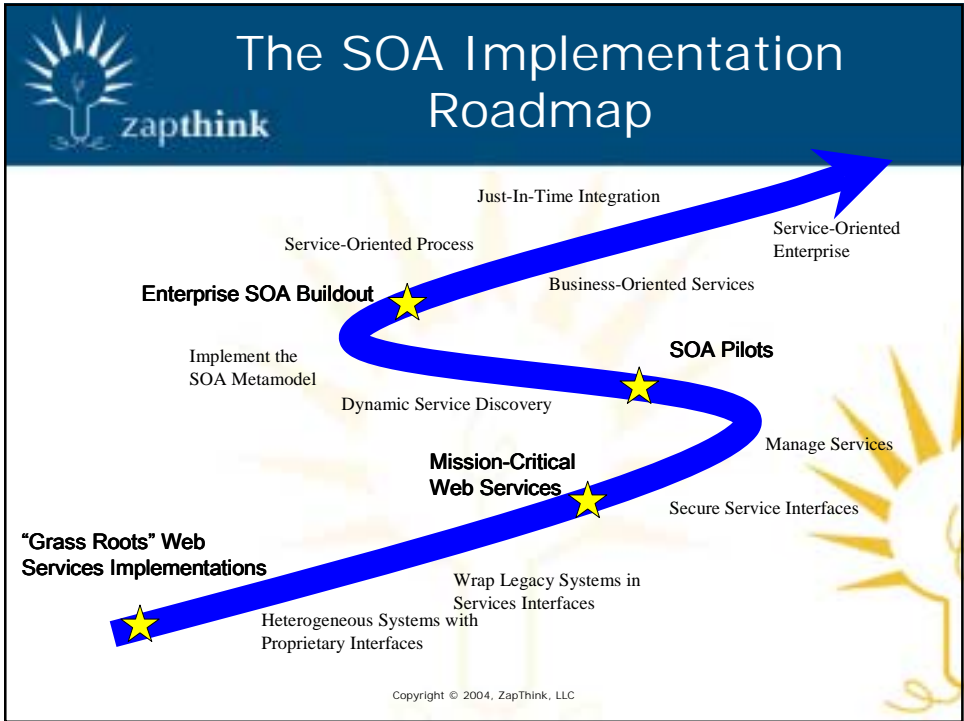 zapthink
The SOA Implementation
Roadmap
Just-In-Time Integration
Service-Oriented
Enterprise
Service-Oriented Process
Business-Oriented Services
Enterprise SOA Buildout
SOA Pilots
Implement the
SOA Metamodel
Dynamic Service Discovery
Manage Services
Mission-Critical
Web Services
Secure Service Interfaces
“Grass Roots” Web
Services Implementations
Wrap Legacy Systems in
Services Interfaces
Heterogeneous Systems with
Proprietary Interfaces
Copyright © 2004, ZapThink, LLC